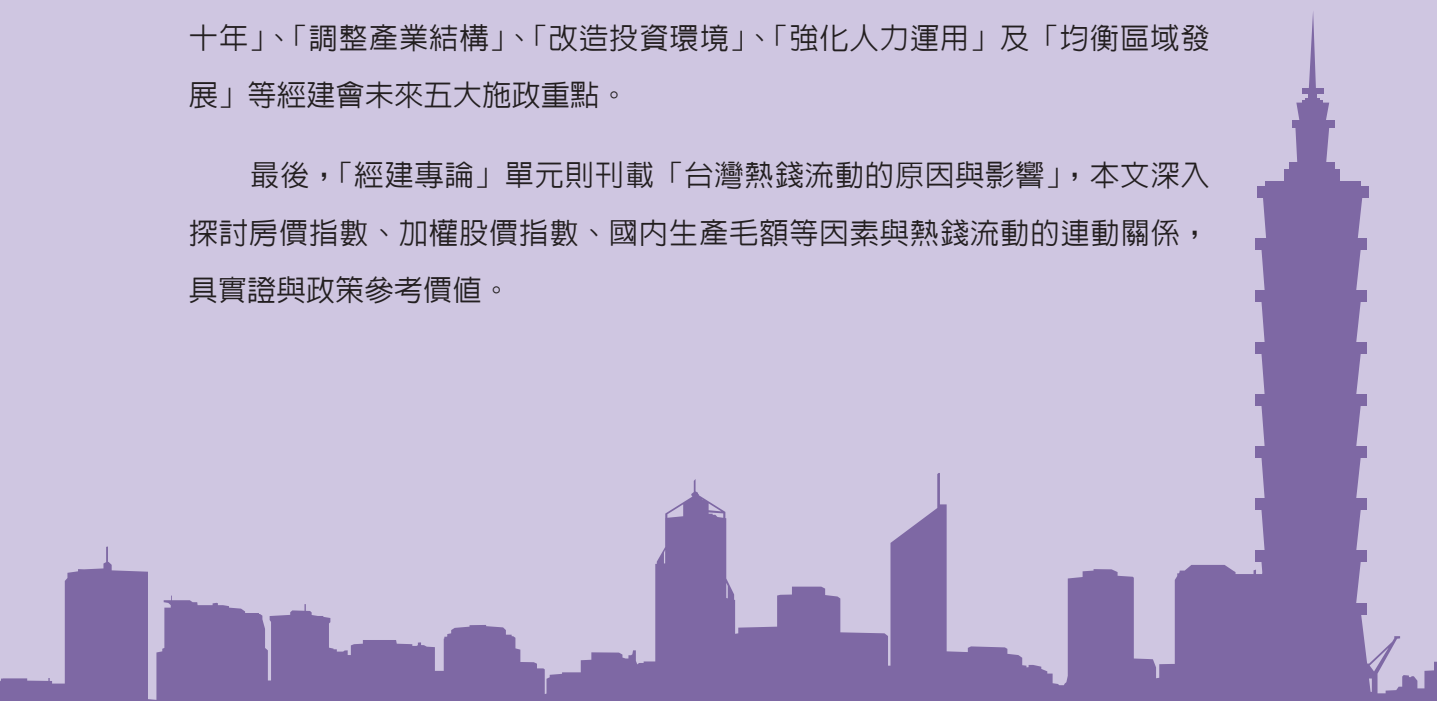 十年」、「調整產業結構」、「改造投資環境」、「強化人力運用」及「均衡區域發
展」等經建會未來五大施政重點。
最後，「經建專論」單元則刊載「台灣熱錢流動的原因與影響」，本文深入
探討房價指數、加權股價指數、國內生產毛額等因素與熱錢流動的連動關係，
具實證與政策參考價值。